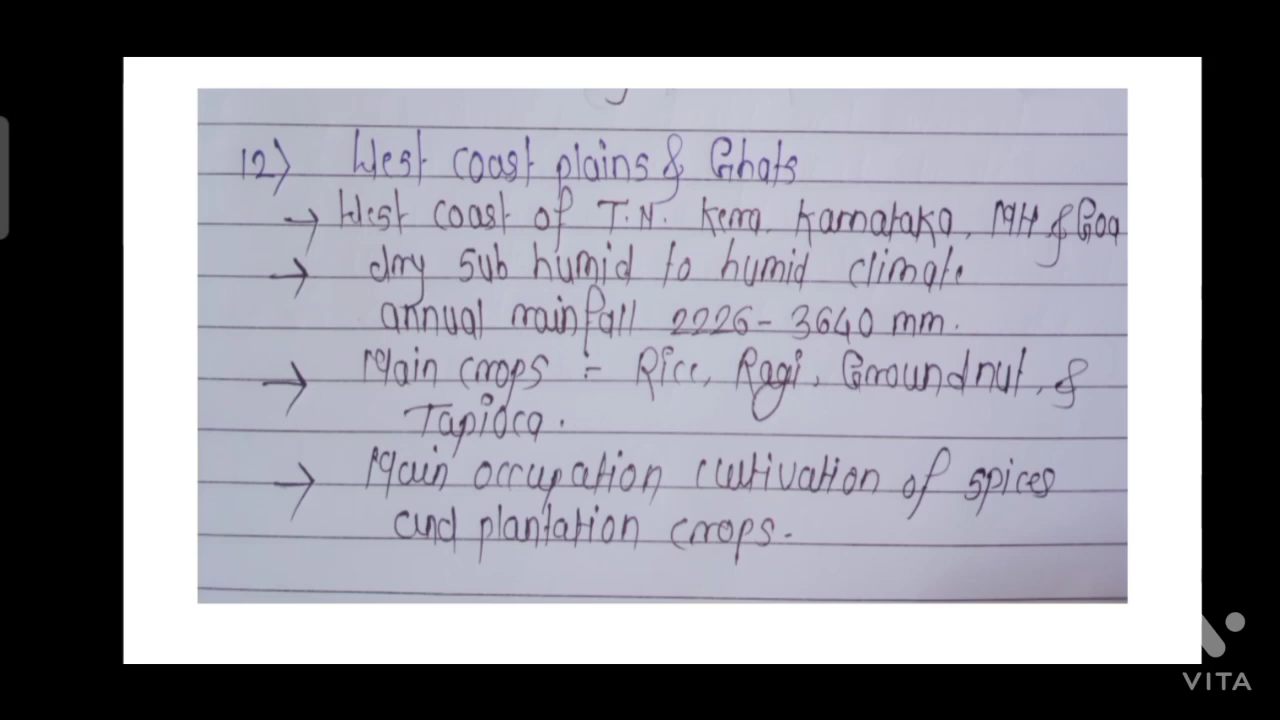 12) West coast plains & Ghats
→ West coast of T.N. Kera. Karnataka, MH & Goa
→ dry sub humid to humid climate
annual rainfall 2226 - 3640 mm.
→ Main crops :- Rice, Ragi, Groundnut, &
Tapioca.
→ Main occupation cultivation of spices
and plantation crops.
VITA